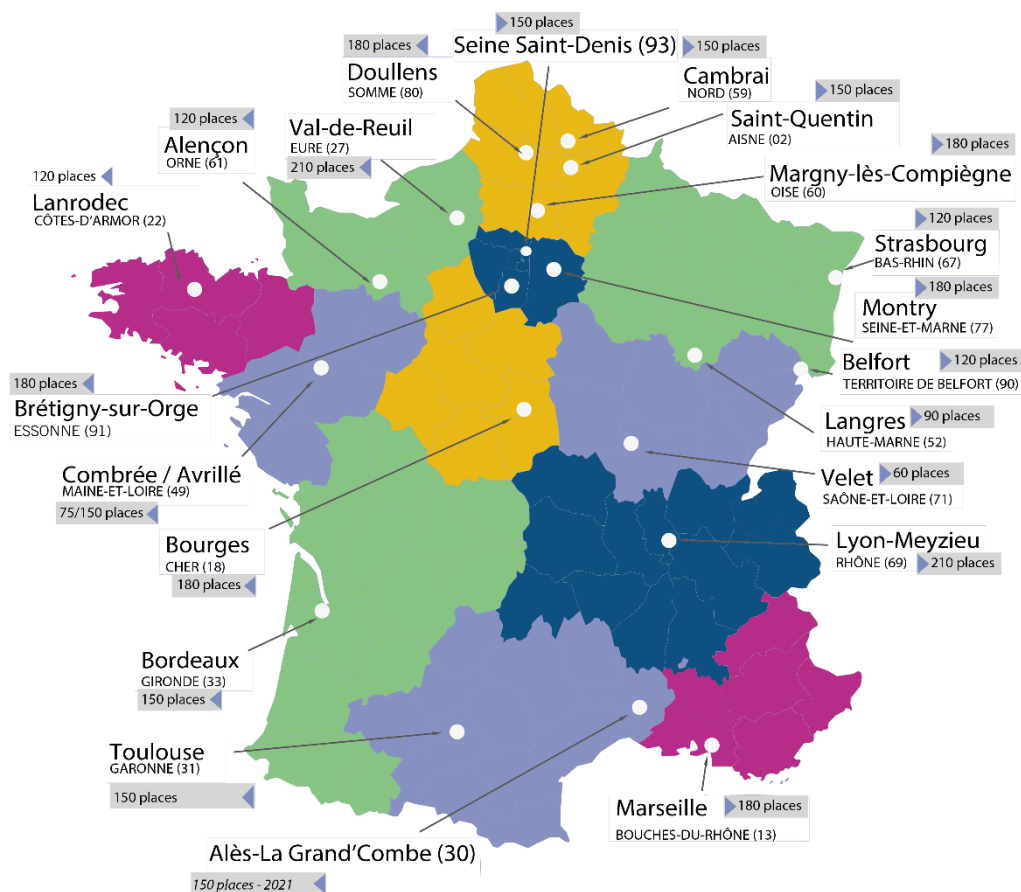 150 places
Seine Saint-Denis (93)
180 places
Doullens
SOMME (80)
150 places
Cambrai
NORD (59)
150 places
Saint-Quentin
AISNE (02)
120 places
Alençon
ORNE (61)
Val-de-Reuil
EURE (27)
210 places
180 places
Margny-lès-Compiègne
OISE (60)
120 places
Lanrodec
CÔTES-D'ARMOR (22)
120 places
Strasbourg
BAS-RHIN (67)
180 places
Montry
SEINE-ET-MARNE (77)
Belfort
120 places
TERRITOIRE DE BELFORT (90)
180 places
Brétigny-sur-Orge
ESSONNE (91)
Langres
90 places
HAUTE-MARNE (52)
Combrée / Avrillé
MAINE-ET-LOIRE (49)
75/150 places
Velet
60 places
SAÔNE-ET-LOIRE (71)
Bourges
CHER (18)
180 places
Lyon-Meyzieu
RHÔNE (69)
210 places
Bordeaux
GIRONDE (33)
150 places
Toulouse
GARONNE (31)
150 places
Marseille
180 places
BOUCHES-DU-RHÔNE (13)
Alès-La Grand'Combe (30)
150 places - 2021